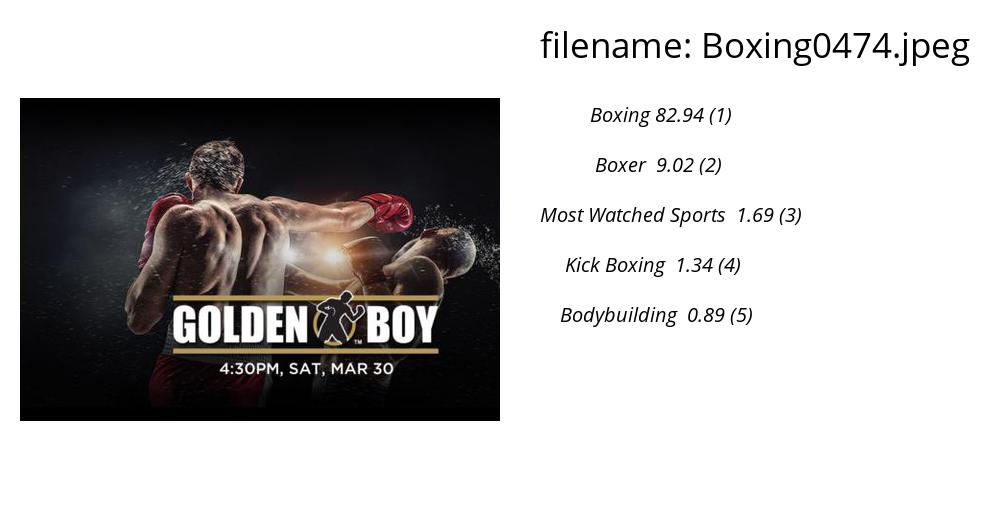 filename: Boxing0474.jpeg
Boxing 82.94 (1)
Boxer 9.02 (2)
Most Watched Sports 1.69 (3)
Kick Boxing 1.34 (4)
Bodybuilding 0.89 (5)
GOLDEN BOY™
4:30PM, SAT, MAR 30